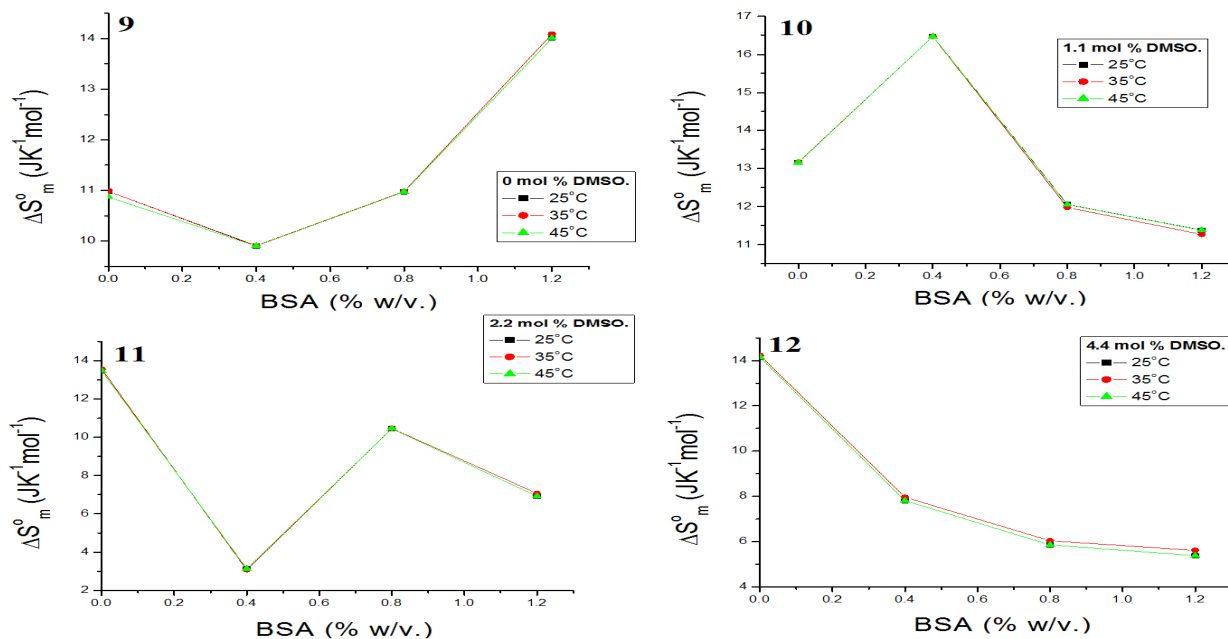 9
14
13
12
11
10
ΔS°m (JK-1mol-1)
0 mol % DMSO.
25°C
35°C
45°C
0.0 0.2 0.4 0.6 0.8 1.0 1.2
BSA (% w/v.)
10
17
16
15
14
13
12
11
ΔS°m (JK-1mol-1)
1.1 mol % DMSO.
25°C
35°C
45°C
0.0 0.2 0.4 0.6 0.8 1.0 1.2
BSA (% w/v.)
11
14
12
10
8
6
4
2
ΔS°m (JK-1mol-1)
2.2 mol % DMSO.
25°C
35°C
45°C
0.0 0.2 0.4 0.6 0.8 1.0 1.2
BSA (% w/v.)
12
14
12
10
8
6
4
ΔS°m (JK-1mol-1)
4.4 mol % DMSO.
25°C
35°C
45°C
0.0 0.2 0.4 0.6 0.8 1.0 1.2
BSA (% w/v.)